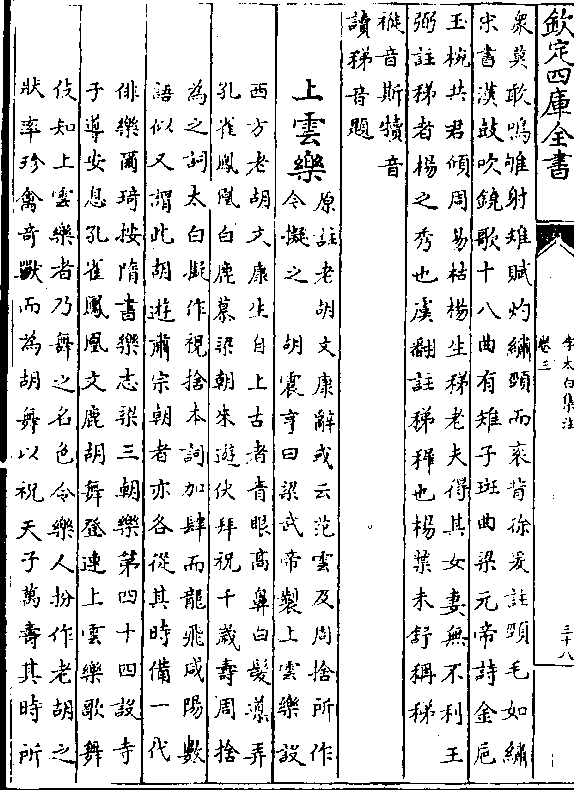 欽定四庫全書
李太白集注
卷三
三十八
衆莫敢鳴雉射雉賦灼繡頸而袞背徐爰註頸毛如繡
宋書漢鼓吹鐃歌十八曲有雉子斑曲梁元帝詩金巵
玉椀共君傾周易枯楊生稊老夫得其女妻無不利王
弼註稊者楊之秀也虞翻註稊穉也楊葉未舒稱稊
褷音斯犢音
讀稊音題
上雲樂
原註老胡文康辭或云范雲及周捨所作
今擬之　胡震亨曰梁武帝製上雲樂設
西方老胡文康生自上古者青眼高鼻白髮導弄
孔雀鳳凰白鹿慕梁朝來遊伏拜祝千歲壽周捨
為之詞太白擬作視捨本詞加肆而龍飛咸陽數
語似又謂此胡遊肅宗朝者亦各從其時備一代
俳樂爾琦按隋書樂志梁三朝樂第四十四設寺
子導安息孔雀鳳凰文鹿胡舞登連上雲樂歌舞
伎知上雲樂者乃舞之名色令樂人扮作老胡之
狀率珍禽奇獸而為胡舞以祝天子萬壽其時所